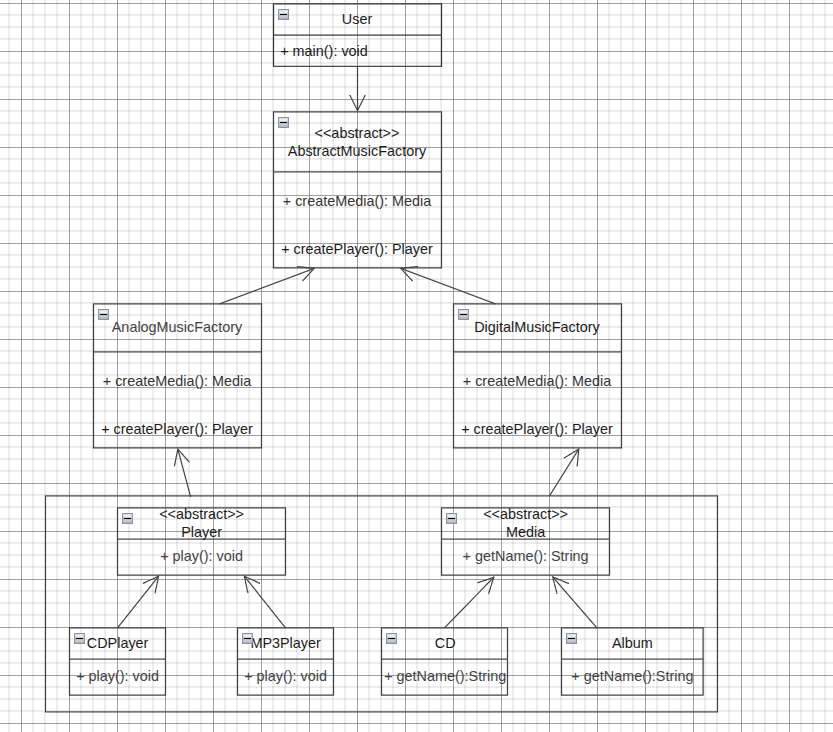 User
+ main(): void
<<abstract>>
AbstractMusicFactory
+ createMedia(): Media
+ createPlayer(): Player
AnalogMusicFactory
+ createMedia(): Media
+ createPlayer(): Player
DigitalMusicFactory
+ createMedia(): Media
+ createPlayer(): Player
<<abstract>>
Player
+ play(): void
<<abstract>>
Media
+ getName(): String
CDPlayer
+ play(): void
MP3Player
+ play(): void
CD
+ getName():String
Album
+ getName():String